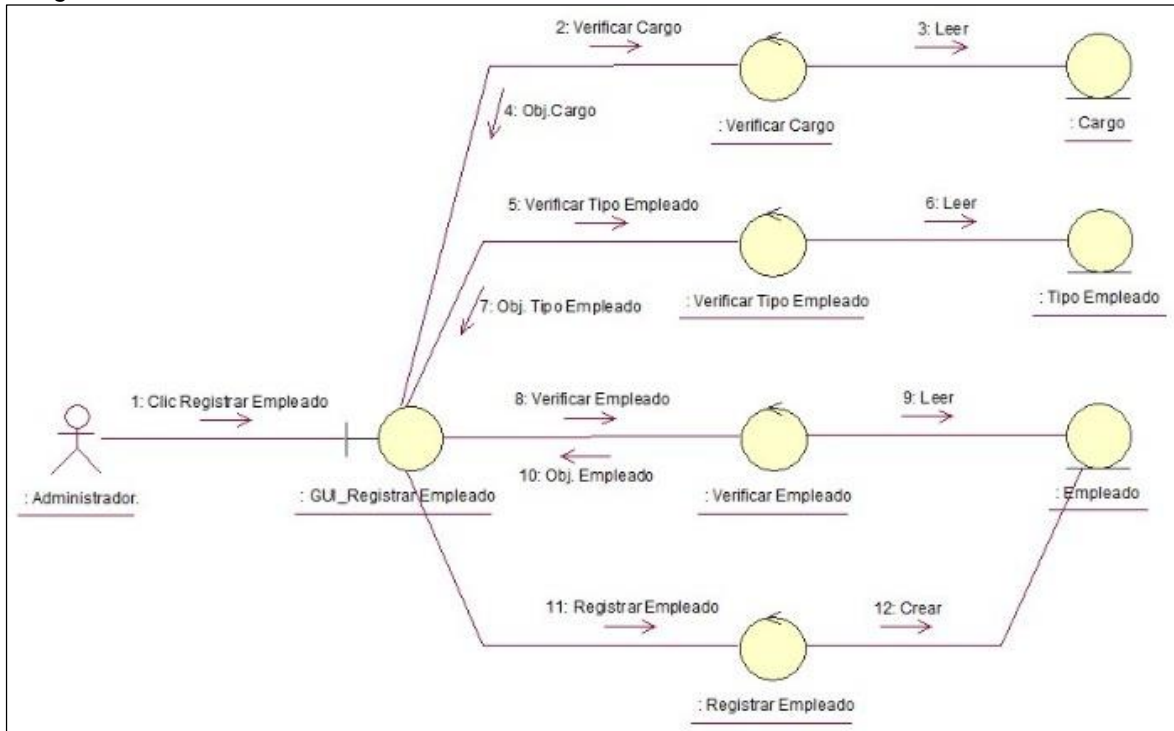 2: Verificar Cargo
3: Leer
4: Obj.Cargo
: Verificar Cargo
: Cargo
5: Verificar Tipo Empleado
6: Leer
7: Obj. Tipo Empleado
: Verificar Tipo Empleado
: Tipo Empleado
1: Clic Registrar Empleado
8: Verificar Empleado
9: Leer
10: Obj. Empleado
: Administrador.
: GUI_Registrar Empleado
: Verificar Empleado
: Empleado
11: Registrar Empleado
12: Crear
: Registrar Empleado